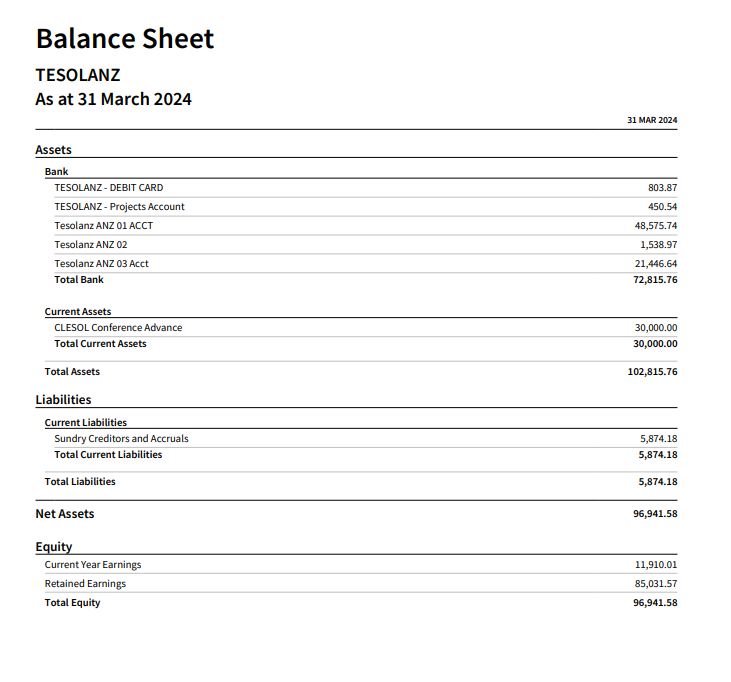 Balance Sheet
TESOLANZ
As at 31 March 2024
31 MAR 2024
Assets
Bank
TESOLANZ - DEBIT CARD 803.87
TESOLANZ - Projects Account 450.54
Tesolanz ANZ 01 ACCT 48,575.74
Tesolanz ANZ 02 1,538.97
Tesolanz ANZ 03 Acct 21,446.64
Total Bank 72,815.76
Current Assets
CLESOL Conference Advance 30,000.00
Total Current Assets 30,000.00
Total Assets 102,815.76
Liabilities
Current Liabilities
Sundry Creditors and Accruals 5,874.18
Total Current Liabilities 5,874.18
Total Liabilities 5,874.18
Net Assets 96,941.58
Equity
Current Year Earnings 11,910.01
Retained Earnings 85,031.57
Total Equity 96,941.58